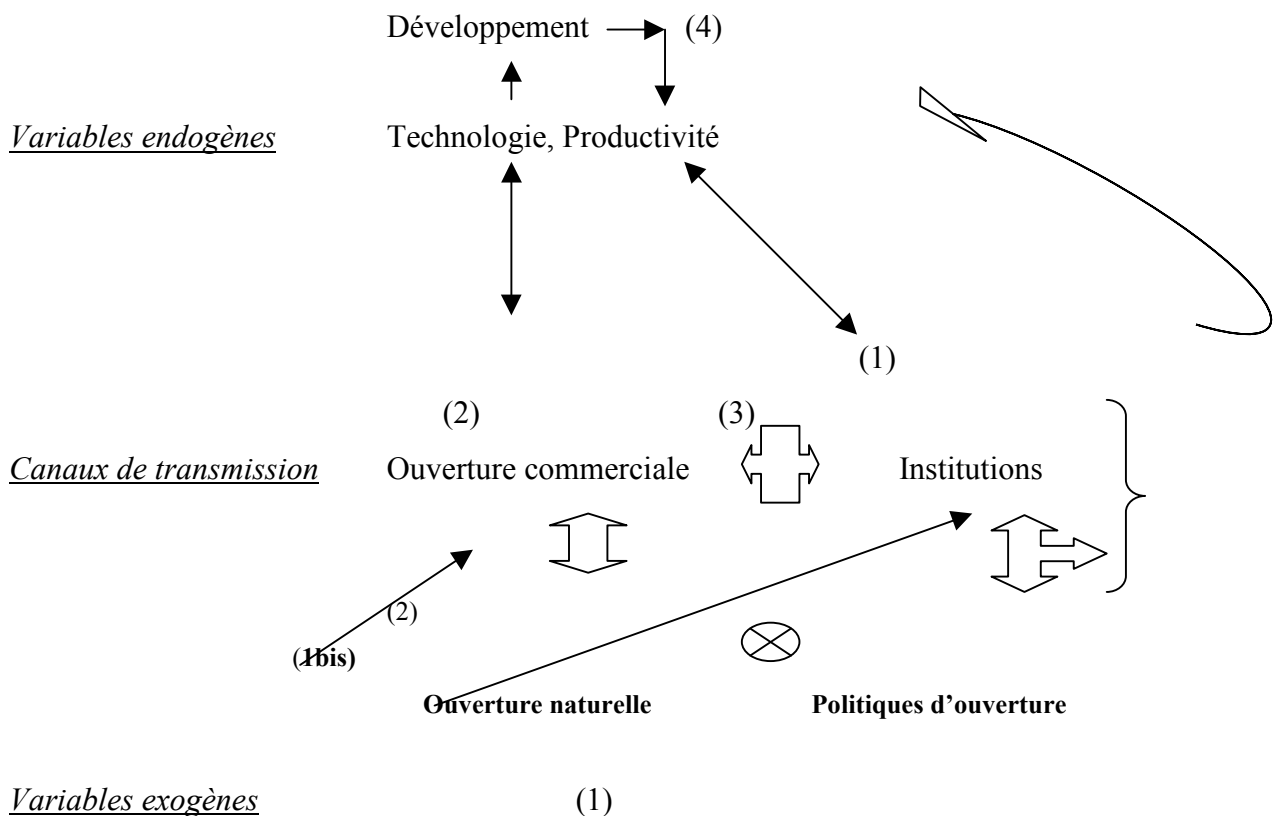 Développement (4)
Variables endogènes Technologie, Productivité
(1)
(2) (3)
Canaux de transmission Ouverture commerciale Institutions
(2)
(1bis)
Ouverture naturelle Politiques d'ouverture
Variables exogènes (1)